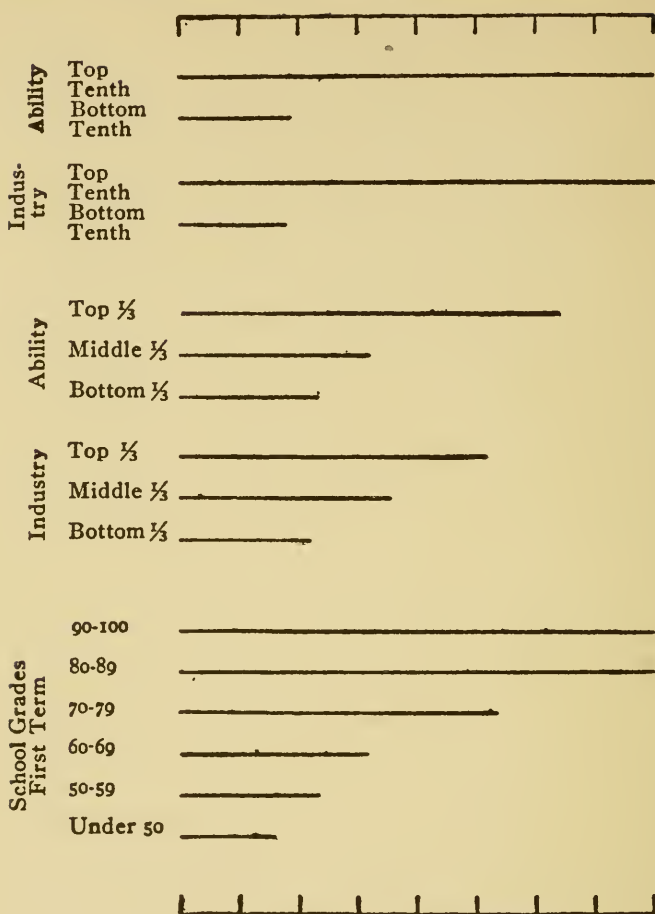 Ability
Top
Tenth
Bottom
Tenth
Indus-
try
Top
Tenth
Bottom
Tenth
Ability
Top ⅓
Middle ⅓
Bottom ⅓
Industry
Top ⅓
Middle ⅓
Bottom ⅓
School Grades
First Term
90-100
80-89
70-79
60-69
50-59
Under 50